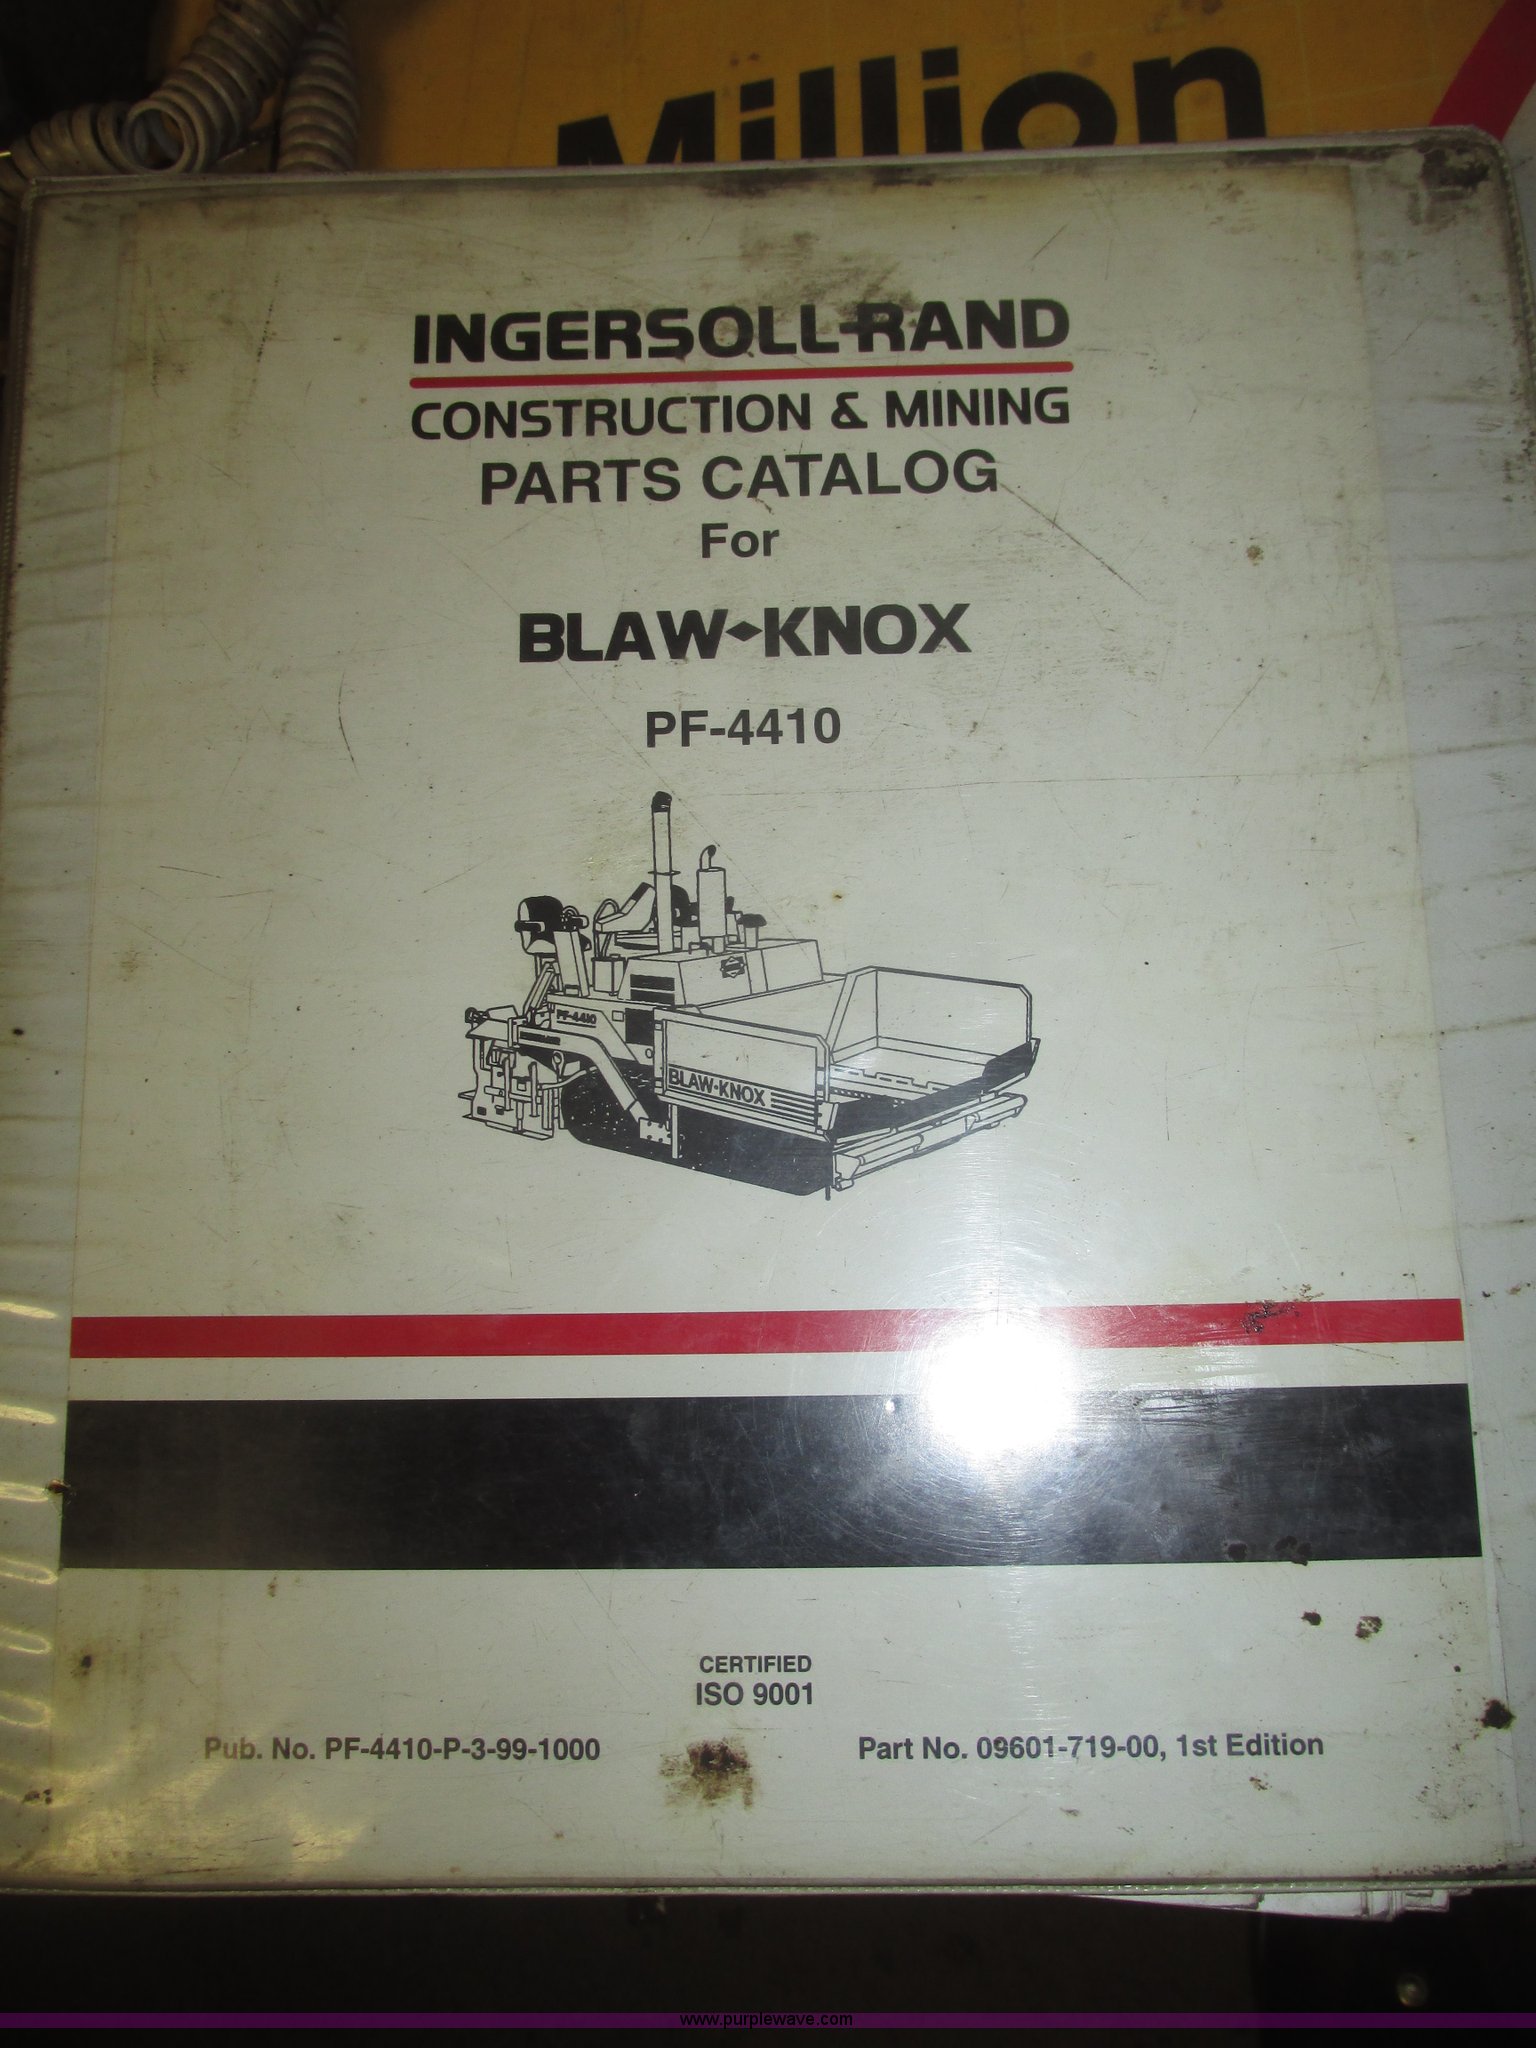 Million
INGERSOLL-RAND
CONSTRUCTION & MINING
PARTS CATALOG
For
BLAW-KNOX
PF-4410
PF-4410
BLAW-KNOX
CERTIFIED
ISO 9001
Pub. No. PF-4410-P-3-99-1000
Part No. 09601-719-00, 1st Edition
www.purplewave.com